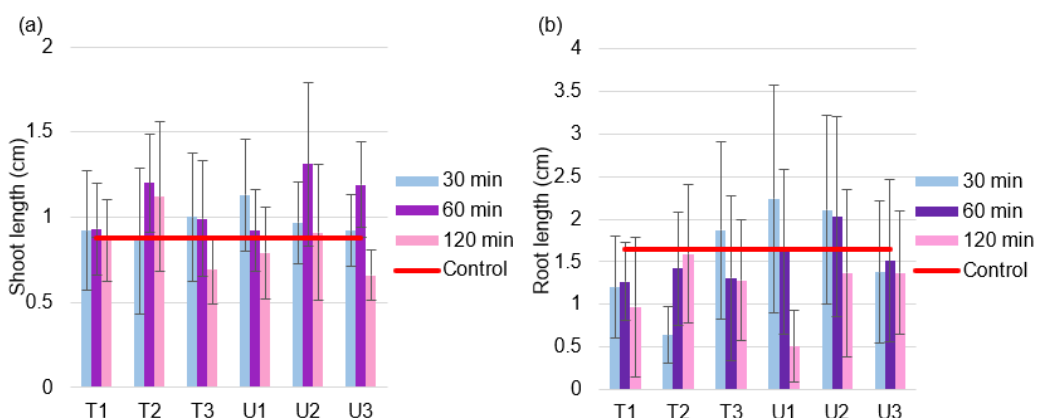 (a)
Shoot length (cm)
2
1.5
1
0.5
0
T1 T2 T3 U1 U2 U3
30 min
60 min
120 min
Control
(b)
Root length (cm)
4
3.5
3
2.5
2
1.5
1
0.5
0
T1 T2 T3 U1 U2 U3
30 min
60 min
120 min
Control